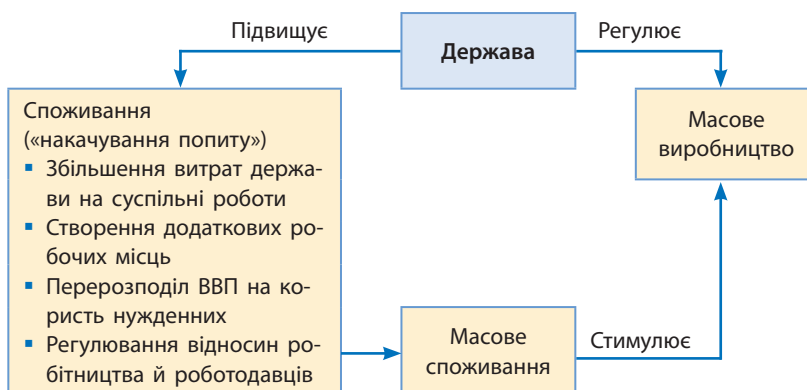 Підвищує
Держава
Регулює
Споживання
(«накачування попиту»)
▪ Збільшення витрат держа-
ви на суспільні роботи
▪ Створення додаткових ро-
бочих місць
▪ Перерозподіл ВВП на ко-
ристь нужденних
▪ Регулювання відносин ро-
бітництва й роботодавців
Масове
виробництво
Масове
споживання
Стимулює